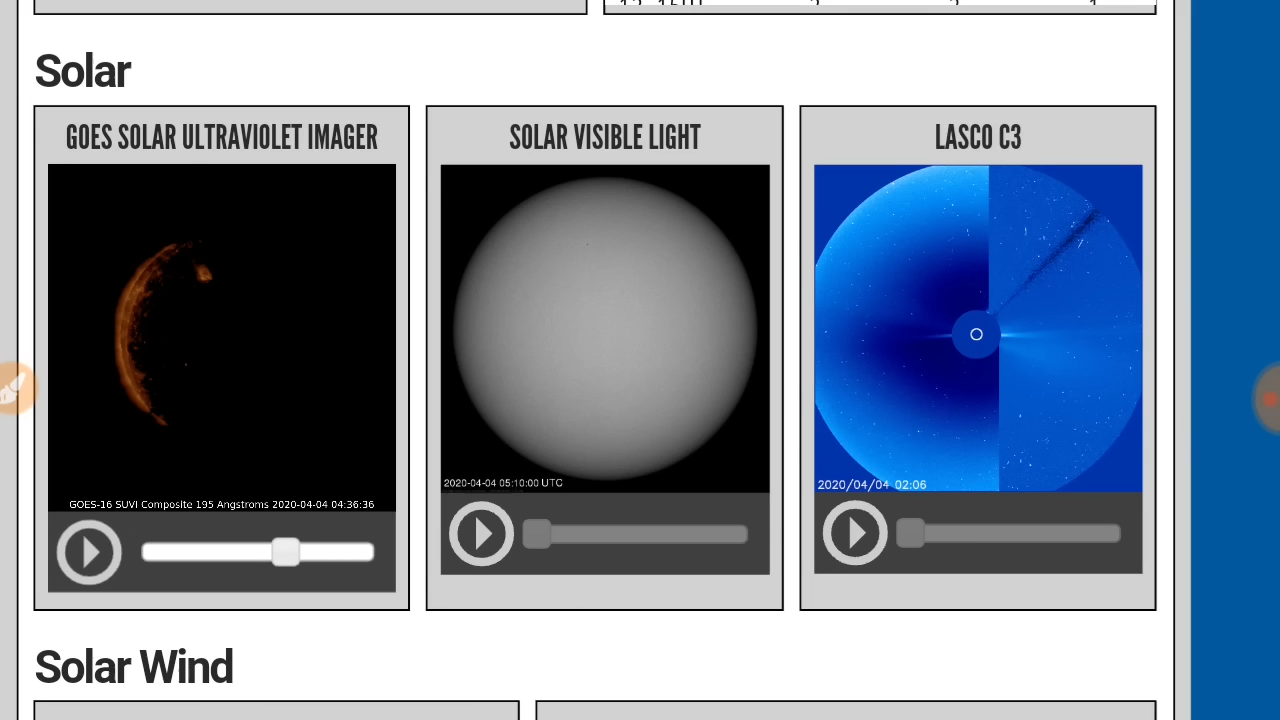 Solar
GOES SOLAR ULTRAVIOLET IMAGER
SOLAR VISIBLE LIGHT
LASCO C3
GOES-16 SUVI Composite 195 Angstroms 2020-04-04 04:36:36
2020-04-04 05:10:00 UTC
2020/04/04 02:06
Solar Wind